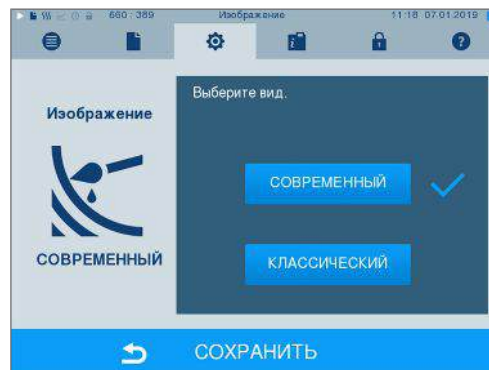 660 : 389 Изображение 11:18 07.01.2019
Изображение
Выберите вид.
СОВРЕМЕННЫЙ
СОВРЕМЕННЫЙ
КЛАССИЧЕСКИЙ
СОХРАНИТЬ